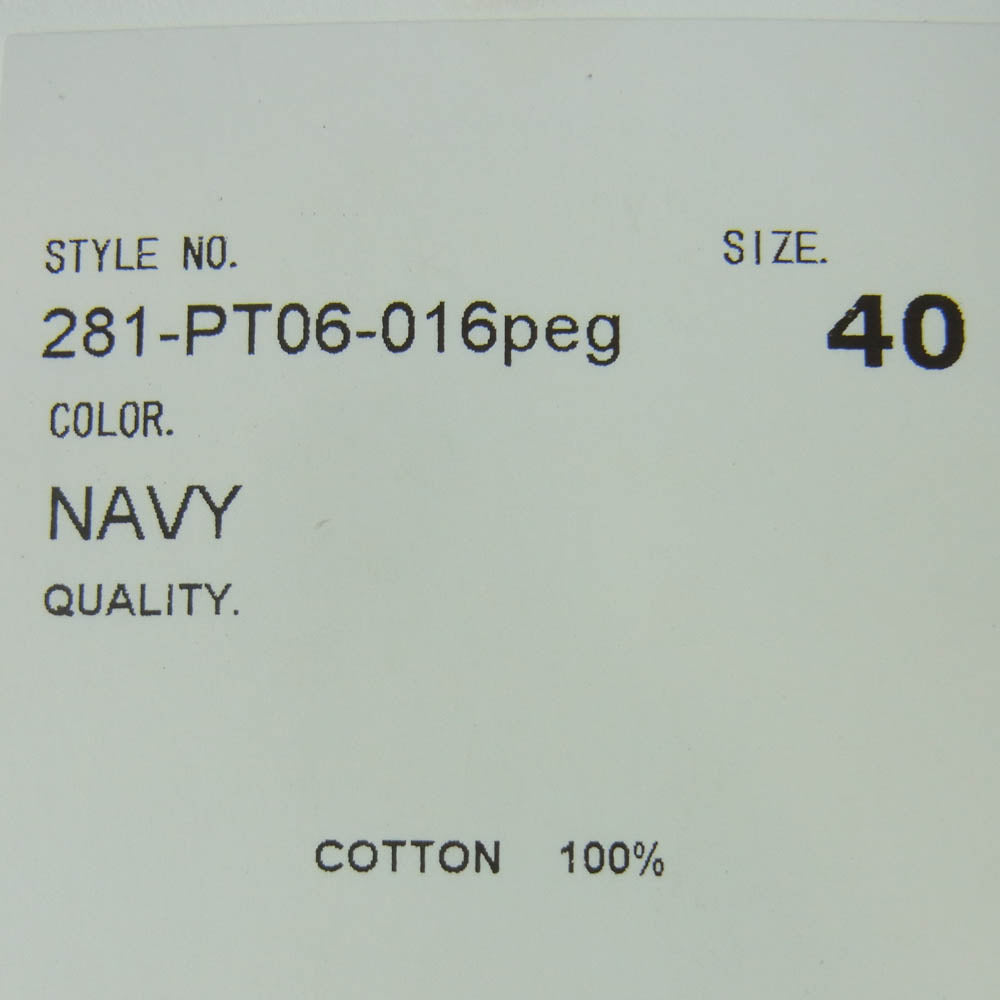 STYLE NO.
SIZE.
281-PT06-016peg
40
COLOR.
NAVY
QUALITY.
COTTON 100%